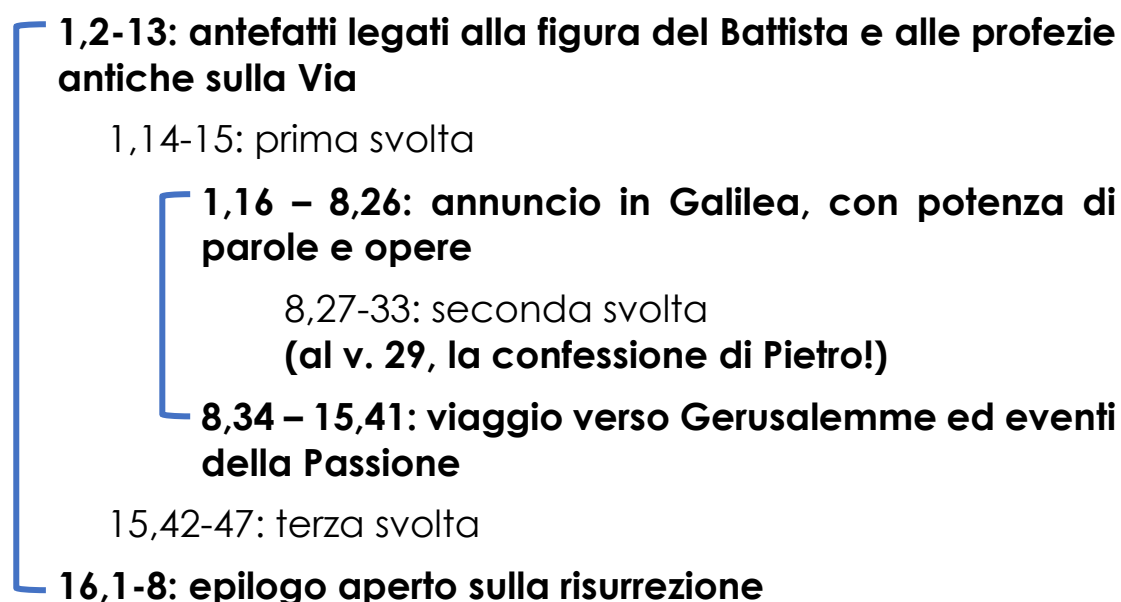 1,2-13: antefatti legati alla figura del Battista e alle profezie
antiche sulla Via
1,14-15: prima svolta
1,16 – 8,26: annuncio in Galilea, con potenza di
parole e opere
8,27-33: seconda svolta
(al v. 29, la confessione di Pietro!)
8,34 – 15,41: viaggio verso Gerusalemme ed eventi
della Passione
15,42-47: terza svolta
16,1-8: epilogo aperto sulla risurrezione